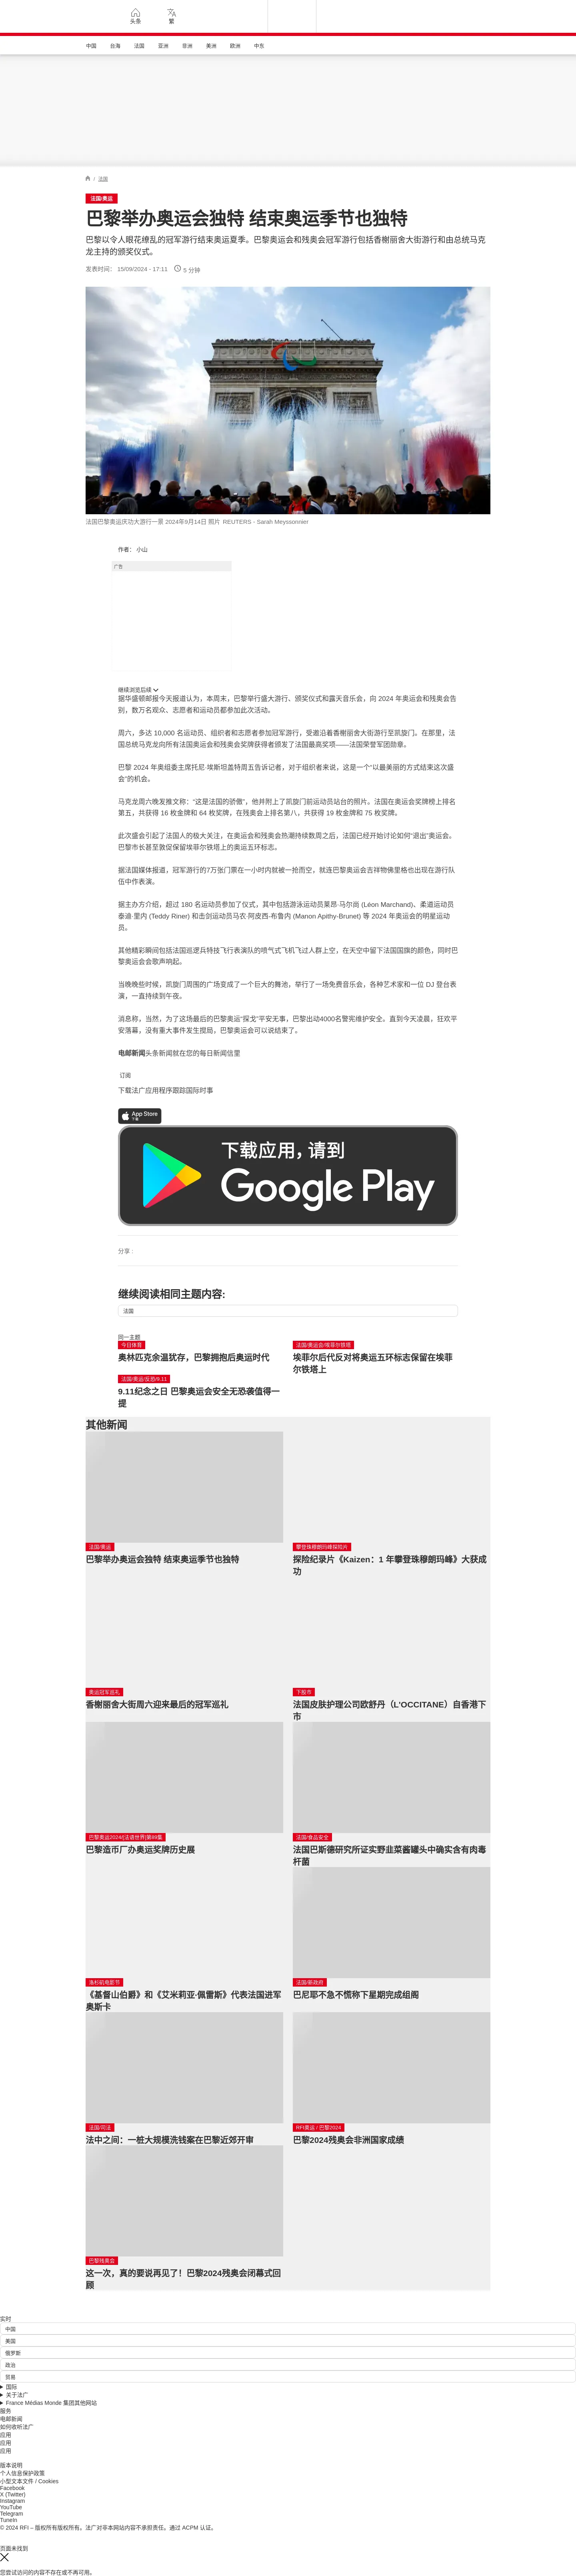 头条
繁
中国
台海
法国
亚洲
非洲
美洲
欧洲
中东
/ 法国
法国/奥运
巴黎举办奥运会独特 结束奥运季节也独特
巴黎以令人眼花缭乱的冠军游行结束奥运夏季。巴黎奥运会和残奥会冠军游行包括香榭丽舍大街游行和由总统马克
龙主持的颁奖仪式。
发表时间： 15/09/2024 - 17:11 5 分钟
法国巴黎奥运庆功大游行一景 2024年9月14日 照片 REUTERS - Sarah Meyssonnier
作者： 小山
广告
继续浏览后续
据华盛顿邮报今天报道认为，本周末，巴黎举行盛大游行、颁奖仪式和露天音乐会，向 2024 年奥运会和残奥会告
别，数万名观众、志愿者和运动员都参加此次活动。
周六，多达 10,000 名运动员、组织者和志愿者参加冠军游行，受邀沿着香榭丽舍大街游行至凯旋门。在那里，法
国总统马克龙向所有法国奥运会和残奥会奖牌获得者颁发了法国最高奖项——法国荣誉军团勋章。
巴黎 2024 年奥组委主席托尼·埃斯坦盖特周五告诉记者，对于组织者来说，这是一个“以最美丽的方式结束这次盛
会”的机会。
马克龙周六晚发推文称：“这是法国的骄傲”，他并附上了凯旋门前运动员站台的照片。法国在奥运会奖牌榜上排名
第五，共获得 16 枚金牌和 64 枚奖牌，在残奥会上排名第八，共获得 19 枚金牌和 75 枚奖牌。
此次盛会引起了法国人的极大关注，在奥运会和残奥会热潮持续数周之后，法国已经开始讨论如何“退出”奥运会。
巴黎市长甚至敦促保留埃菲尔铁塔上的奥运五环标志。
据法国媒体报道，冠军游行的7万张门票在一小时内就被一抢而空，就连巴黎奥运会吉祥物佛里格也出现在游行队
伍中作表演。
据主办方介绍，超过 180 名运动员参加了仪式，其中包括游泳运动员莱昂·马尔尚 (Léon Marchand)、柔道运动员
泰迪·里内 (Teddy Riner) 和击剑运动员马农·阿皮西-布鲁内 (Manon Apithy-Brunet) 等 2024 年奥运会的明星运动
员。
其他精彩瞬间包括法国巡逻兵特技飞行表演队的喷气式飞机飞过人群上空，在天空中留下法国国旗的颜色，同时巴
黎奥运会会歌声响起。
当晚晚些时候，凯旋门周围的广场变成了一个巨大的舞池，举行了一场免费音乐会，各种艺术家和一位 DJ 登台表
演，一直持续到午夜。
消息称，当然，为了这场最后的巴黎奥运“探戈”平安无事，巴黎出动4000名警宪维护安全。直到今天凌晨，狂欢平
安落幕，没有重大事件发生搅局，巴黎奥运会可以说结束了。
电邮新闻头条新闻就在您的每日新闻信里
订阅
下载法广应用程序跟踪国际时事
App Store
下载
下载应用，请到
Google Play
分享 :
继续阅读相同主题内容:
法国
同一主题
今日体育
奥林匹克余温犹存，巴黎拥抱后奥运时代
法国/奥运会/埃菲尔铁塔
埃菲尔后代反对将奥运五环标志保留在埃菲
尔铁塔上
法国/奥运/反恐/9.11
9.11纪念之日 巴黎奥运会安全无恐袭值得一
提
其他新闻
法国/奥运
巴黎举办奥运会独特 结束奥运季节也独特
攀登珠穆朗玛峰探险片
探险纪录片《Kaizen：1 年攀登珠穆朗玛峰》大获成
功
奥运冠军巡礼
香榭丽舍大街周六迎来最后的冠军巡礼
下股市
法国皮肤护理公司欧舒丹（L'OCCITANE）自香港下
市
巴黎奥运2024/[法语世界]第89集
巴黎造币厂办奥运奖牌历史展
法国/食品安全
法国巴斯德研究所证实野韭菜酱罐头中确实含有肉毒
杆菌
洛杉矶电影节
《基督山伯爵》和《艾米莉亚·佩雷斯》代表法国进军
奥斯卡
法国/新政府
巴尼耶不急不慌称下星期完成组阁
法国/司法
法中之间：一桩大规模洗钱案在巴黎近郊开审
RFI奥运 / 巴黎2024
巴黎2024残奥会非洲国家成绩
巴黎残奥会
这一次，真的要说再见了！巴黎2024残奥会闭幕式回
顾
实时
中国
美国
俄罗斯
政治
贸易
国际
关于法广
France Médias Monde 集团其他网站
服务
电邮新闻
如何收听法广
应用
应用
应用
版本说明
个人信息保护政策
小型文本文件 / Cookies
Facebook
X (Twitter)
Instagram
YouTube
Telegram
TuneIn
© 2024 RFI – 版权所有版权所有。法广对非本网站内容不承担责任。通过 ACPM 认证。
页面未找到
您尝试访问的内容不存在或不再可用。